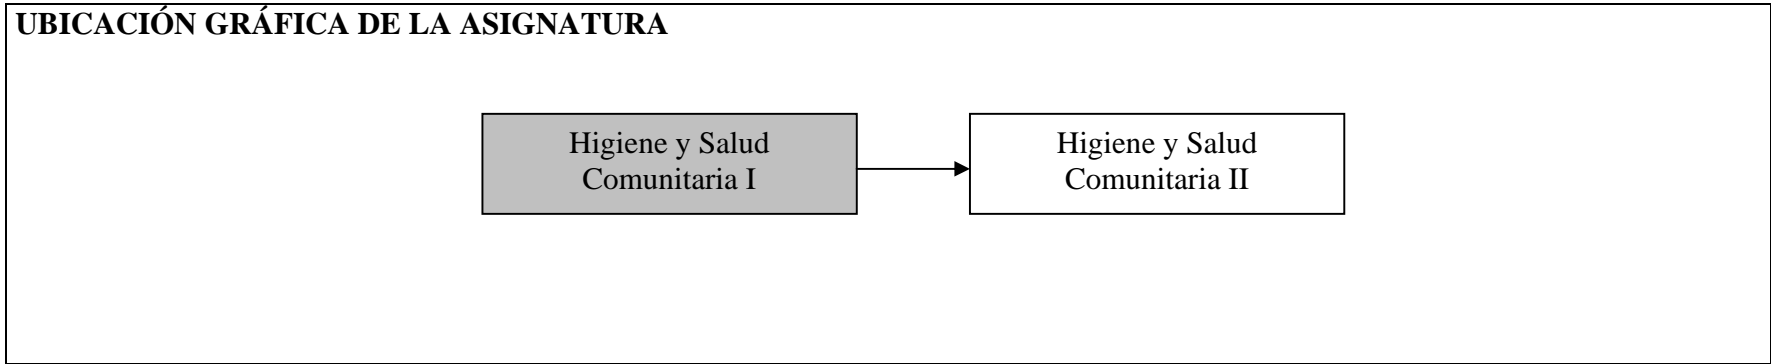 UBICACIÓN GRÁFICA DE LA ASIGNATURA
Higiene y Salud
Comunitaria I
Higiene y Salud
Comunitaria II